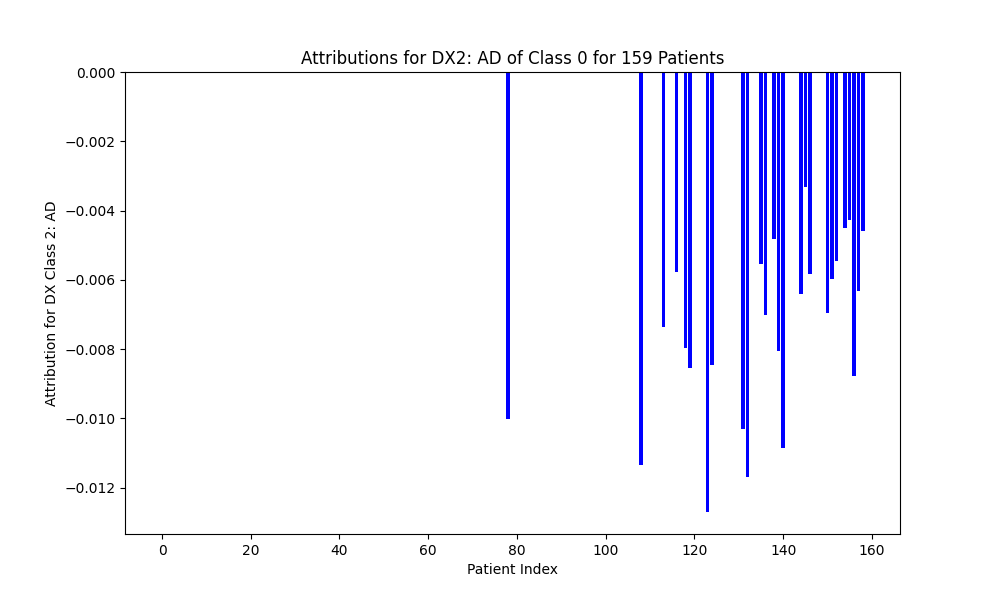 Attributions for DX2: AD of Class 0 for 159 Patients
Attribution for DX Class 2: AD
0.000
−0.002
−0.004
−0.006
−0.008
−0.010
−0.012
0 20 40 60 80 100 120 140 160
Patient Index